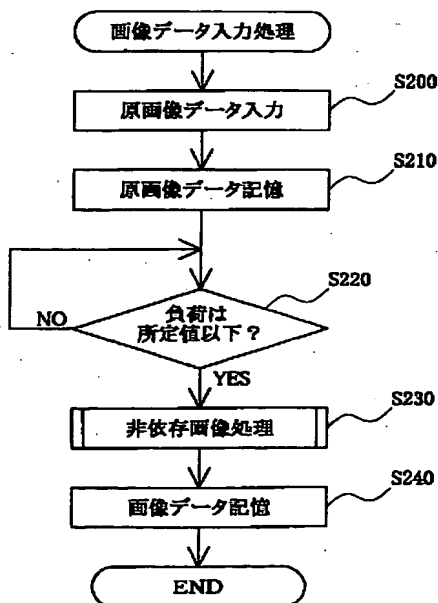 画像データ入力処理
S200
原画像データ入力
S210
原画像データ記憶
S220
負荷は
所定値以下？
NO
YES
S230
非依存画像処理
S240
画像データ記憶
END